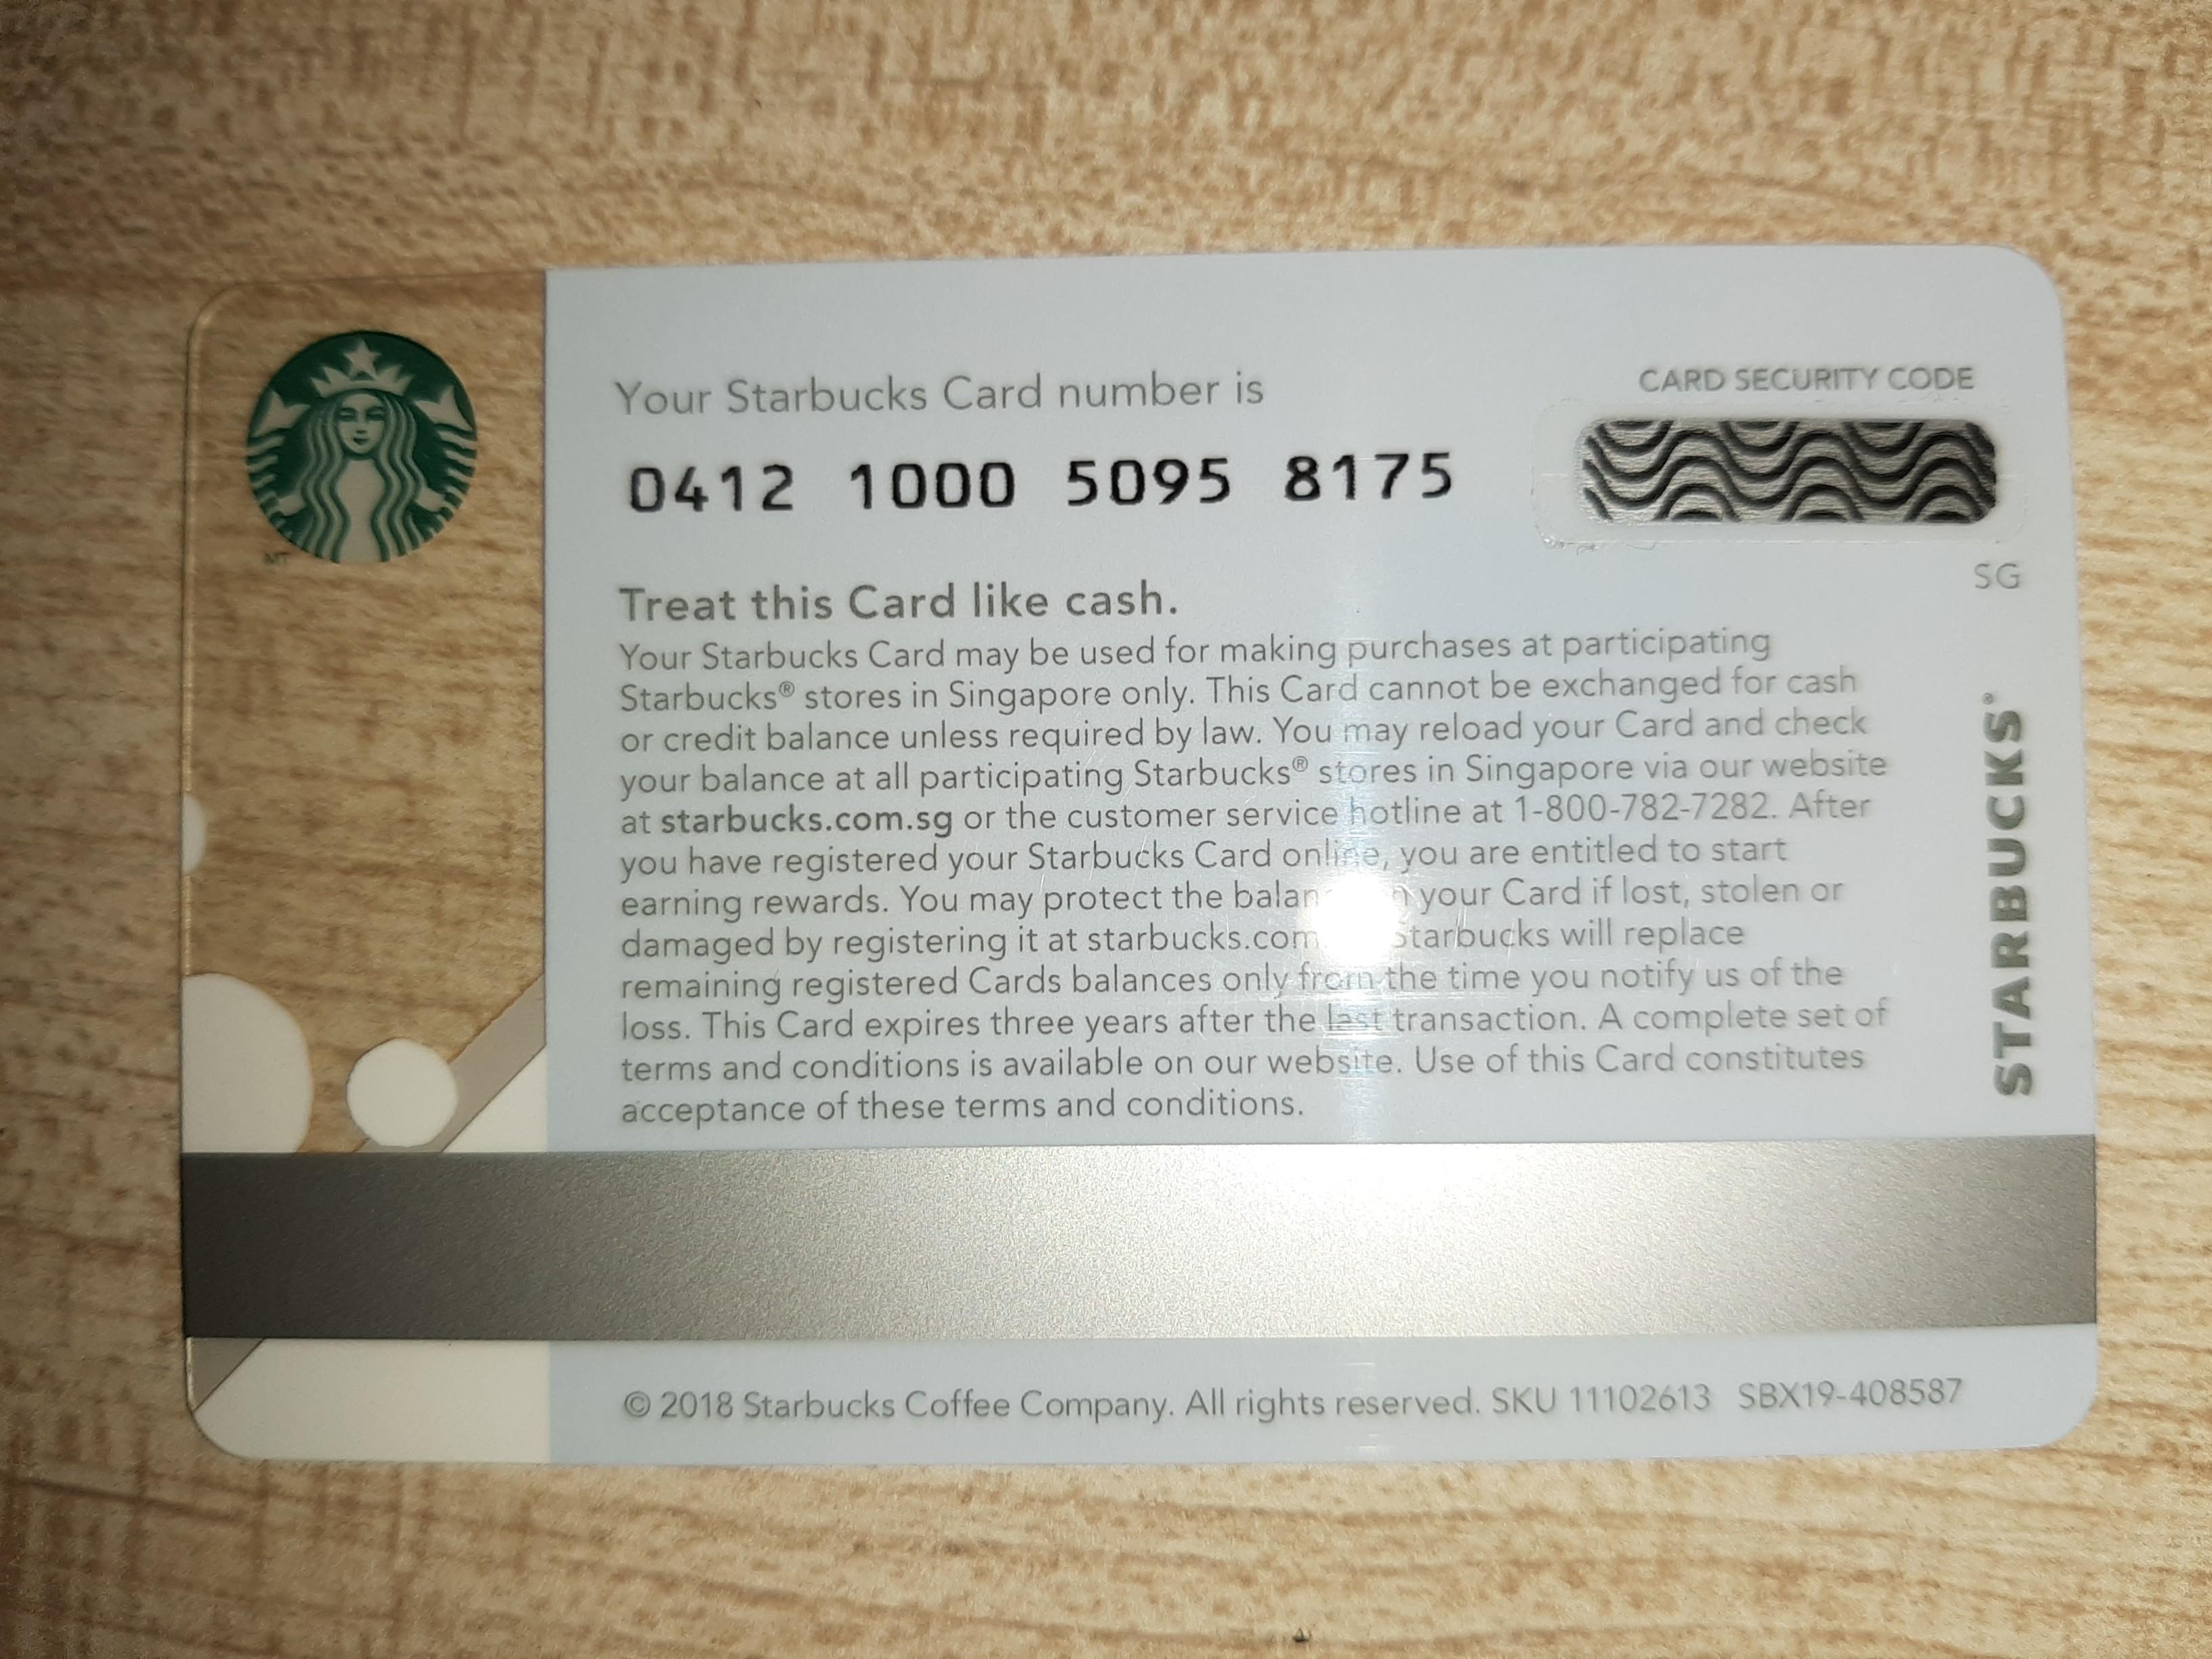 Your Starbucks Card number is
CARD SECURITY CODE
0412 1000 5095 8175
SG
Treat this Card like cash.
Your Starbucks Card may be used for making purchases at participating
Starbucks® stores in Singapore only. This Card cannot be exchanged for cash
or credit balance unless required by law. You may reload your Card and check
your balance at all participating Starbucks® stores in Singapore via our website
at starbucks.com.sg or the customer service hotline at 1-800-782-7282. After
you have registered your Starbucks Card online, you are entitled to start
earning rewards. You may protect the your Card if lost, stolen or
damaged by registering it at Starbucks will replace
remaining registered Cards balances only from the time you notify us of the
loss. This Card expires three years after the last transaction. A complete set of
terms and conditions is available on our website. Use of this Card constitutes
acceptance of these terms and conditions.
STARBUCKS®
© 2018 Starbucks Coffee Company. All rights reserved. SKU 11102613 SBX19-408587